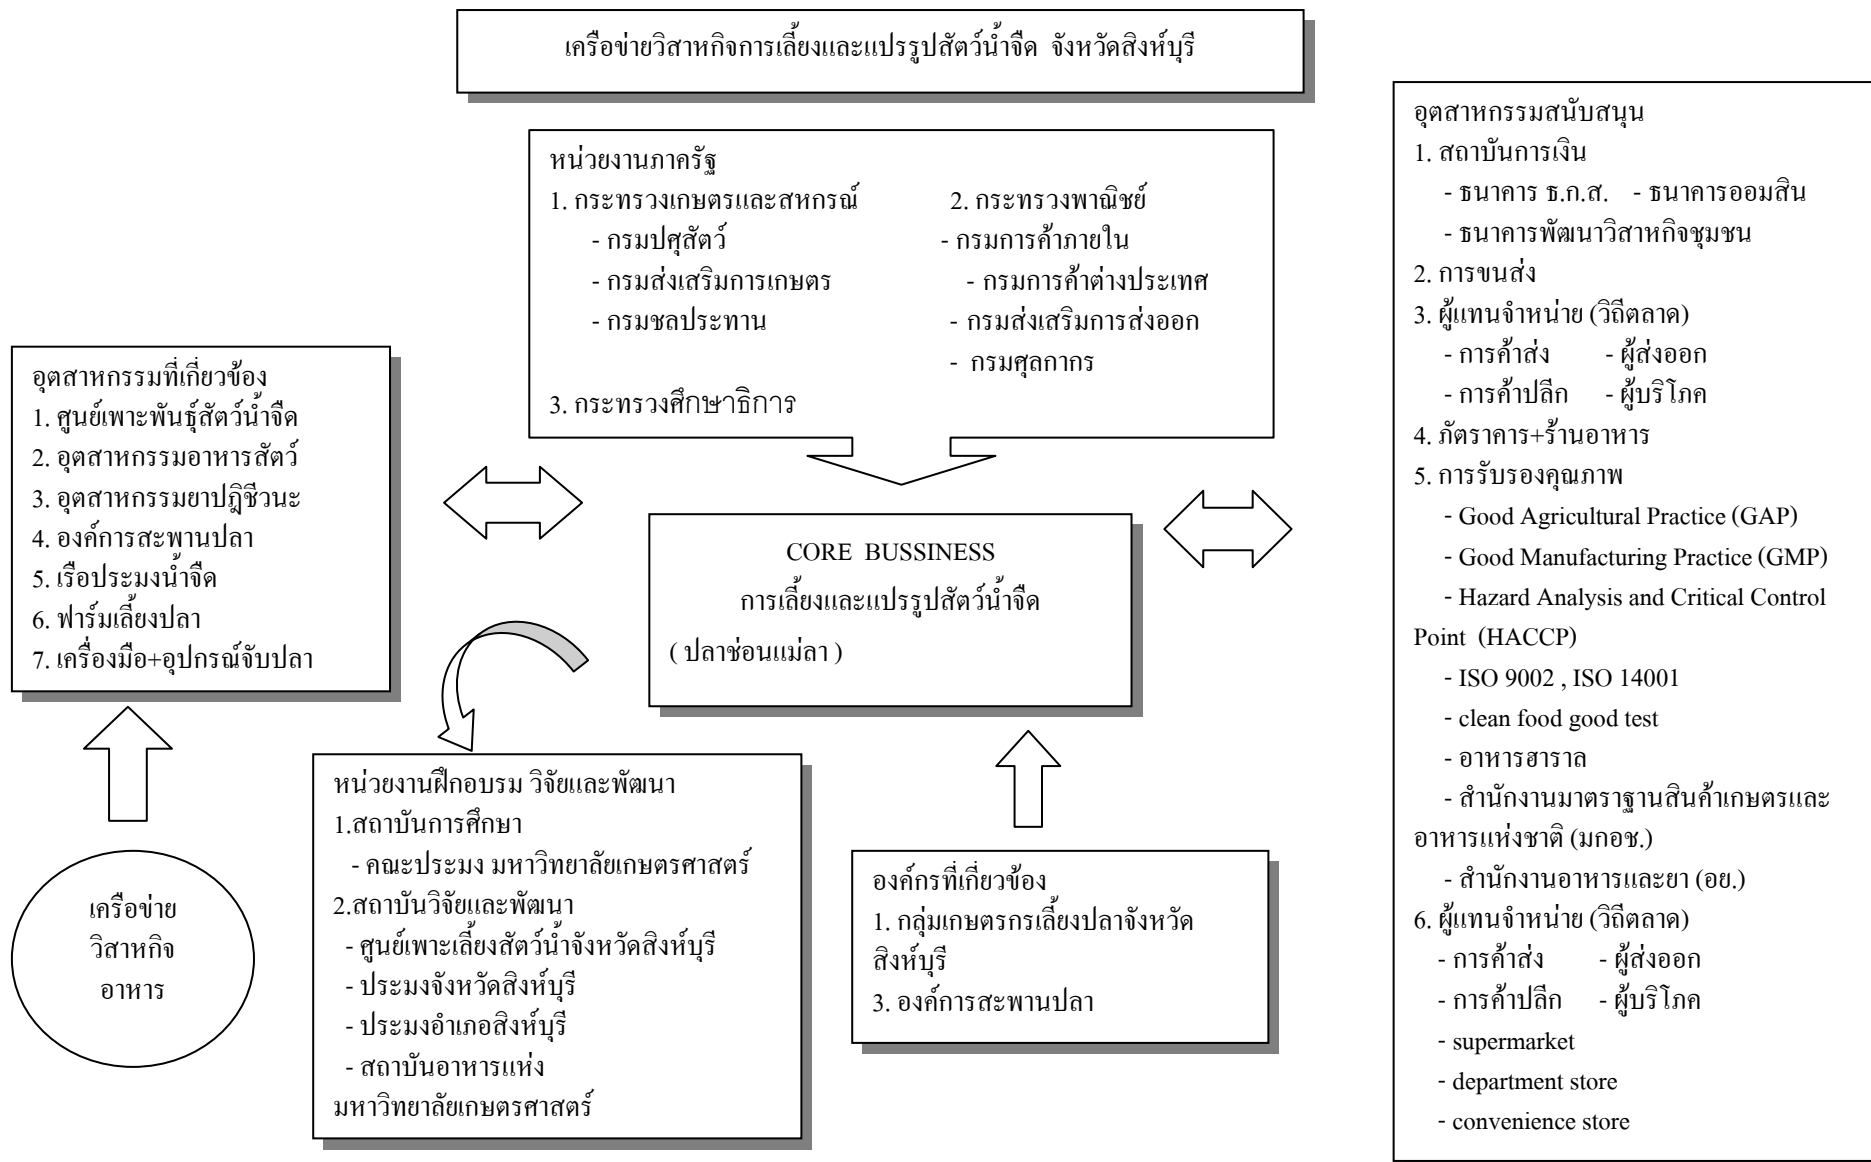 เครือข่ายวิสาหกิจการเลี้ยงและแปรรูปสัตว์น้ำจืด จังหวัดสิงห์บุรี
หน่วยงานภาครัฐ
1. กระทรวงเกษตรและสหกรณ์ 2. กระทรวงพาณิชย์
- กรมปศุสัตว์ - กรมการค้าภายใน
- กรมส่งเสริมการเกษตร - กรมการค้าต่างประเทศ
- กรมชลประทาน - กรมส่งเสริมการส่งออก
- กรมศุลกากร
3. กระทรวงศึกษาธิการ
อุตสาหกรรมที่เกี่ยวข้อง
1. ศูนย์เพาะพันธุ์สัตว์น้ำจืด
2. อุตสาหกรรมอาหารสัตว์
3. อุตสาหกรรมยาปฎิชีวนะ
4. องค์การสะพานปลา
5. เรือประมงน้ำจืด
6. ฟาร์มเลี้ยงปลา
7. เครื่องมือ+อุปกรณ์จับปลา
CORE BUSSINESS
การเลี้ยงและแปรรูปสัตว์น้ำจืด
( ปลาช่อนแม่ลา )
เครือข่าย
วิสาหกิจ
อาหาร
หน่วยงานฝึกอบรม วิจัยและพัฒนา
1.สถาบันการศึกษา
- คณะประมง มหาวิทยาลัยเกษตรศาสตร์
2.สถาบันวิจัยและพัฒนา
- ศูนย์เพาะเลี้ยงสัตว์น้ำจังหวัดสิงห์บุรี
- ประมงจังหวัดสิงห์บุรี
- ประมงอำเภอสิงห์บุรี
- สถาบันอาหารแห่ง
มหาวิทยาลัยเกษตรศาสตร์
องค์กรที่เกี่ยวข้อง
1. กลุ่มเกษตรกรเลี้ยงปลาจังหวัด
สิงห์บุรี
3. องค์การสะพานปลา
อุตสาหกรรมสนับสนุน
1. สถาบันการเงิน
- ธนาคาร ธ.ก.ส. - ธนาคารออมสิน
- ธนาคารพัฒนาวิสาหกิจชุมชน
2. การขนส่ง
3. ผู้แทนจำหน่าย (วิถีตลาด)
- การค้าส่ง - ผู้ส่งออก
- การค้าปลีก - ผู้บริโภค
4. ภัตราคาร+ร้านอาหาร
5. การรับรองคุณภาพ
- Good Agricultural Practice (GAP)
- Good Manufacturing Practice (GMP)
- Hazard Analysis and Critical Control
Point (HACCP)
- ISO 9002 , ISO 14001
- clean food good test
- อาหารฮาราล
- สำนักงานมาตราฐานสินค้าเกษตรและ
อาหารแห่งชาติ (มกอช.)
- สำนักงานอาหารและยา (อย.)
6. ผู้แทนจำหน่าย (วิถีตลาด)
- การค้าส่ง - ผู้ส่งออก
- การค้าปลีก - ผู้บริโภค
- supermarket
- department store
- convenience store